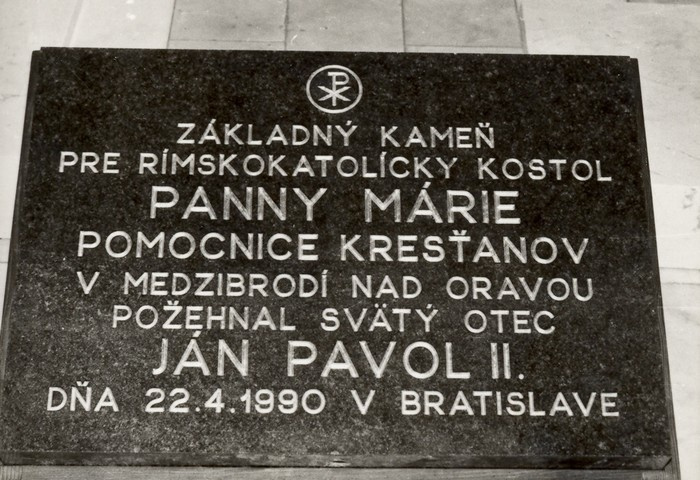 ZÁKLADNÝ KAMEŇ
PRE RÍMSKOKATOLÍCKY KOSTOL
PANNY MÁRIE
POMOCNICE KRESŤANOV
V MEDZIBRODÍ NAD ORAVOU
POŽEHNAL SVÄTÝ OTEC
JÁN PAVOL II.
DŇA 22.4.1990 V BRATISLAVE